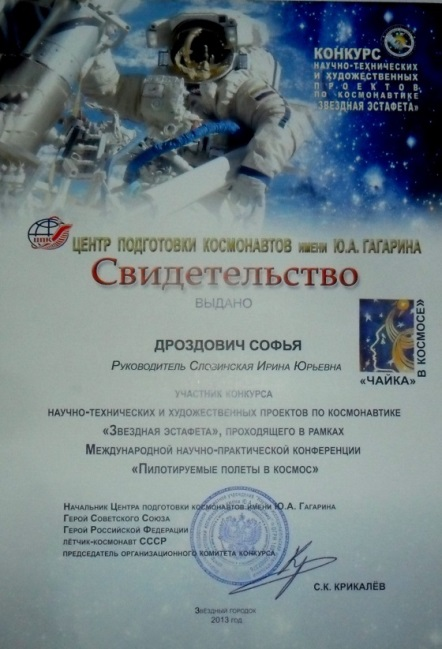 КОНКУРС
НАУЧНО-ТЕХНИЧЕСКИХ
И ХУДОЖЕСТВЕННЫХ
ПРОЕКТОВ
ПО КОСМОНАВТИКЕ
"ЗВЕЗДНАЯ ЭСТАФЕТА"
ЦПК
ЦЕНТР ПОДГОТОВКИ КОСМОНАВТОВ ИМЕНИ Ю.А. ГАГАРИНА
Свидетельство
ВЫДАНО
ДРОЗДОВИЧ СОФЬЯ
Руководитель Ирина Юрьевна
«ЧАЙКА»
В КОСМОСЕ»
УЧАСТНИК КОНКУРСА
НАУЧНО-ТЕХНИЧЕСКИХ И ХУДОЖЕСТВЕННЫХ ПРОЕКТОВ ПО КОСМОНАВТИКЕ
«ЗВЕЗДНАЯ ЭСТАФЕТА», ПРОХОДЯЩЕГО В РАМКАХ
МЕЖДУНАРОДНОЙ НАУЧНО-ПРАКТИЧЕСКОЙ КОНФЕРЕНЦИИ
«ПИЛОТИРУЕМЫЕ ПОЛЕТЫ В КОСМОС»
НАЧАЛЬНИК ЦЕНТРА ПОДГОТОВКИ КОСМОНАВТОВ ИМЕНИ Ю.А. ГАГАРИНА
ГЕРОЙ СОВЕТСКОГО СОЮЗА
ГЕРОЙ РОССИЙСКОЙ ФЕДЕРАЦИИ
ЛЁТЧИК-КОСМОНАВТ СССР
ПРЕДСЕДАТЕЛЬ ОРГАНИЗАЦИОННОГО КОМИТЕТА КОНКУРСА
С.К. КРИКАЛЁВ
ЗВЁЗДНЫЙ ГОРОДОК
2013 год